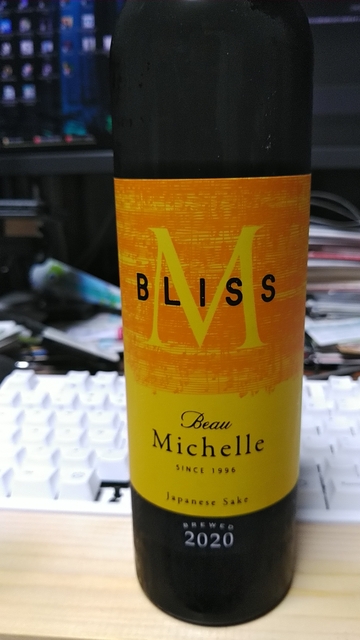 M
BLISS
Beau
Michelle
SINCE 1996
Japanese Sake
BREWED
2020